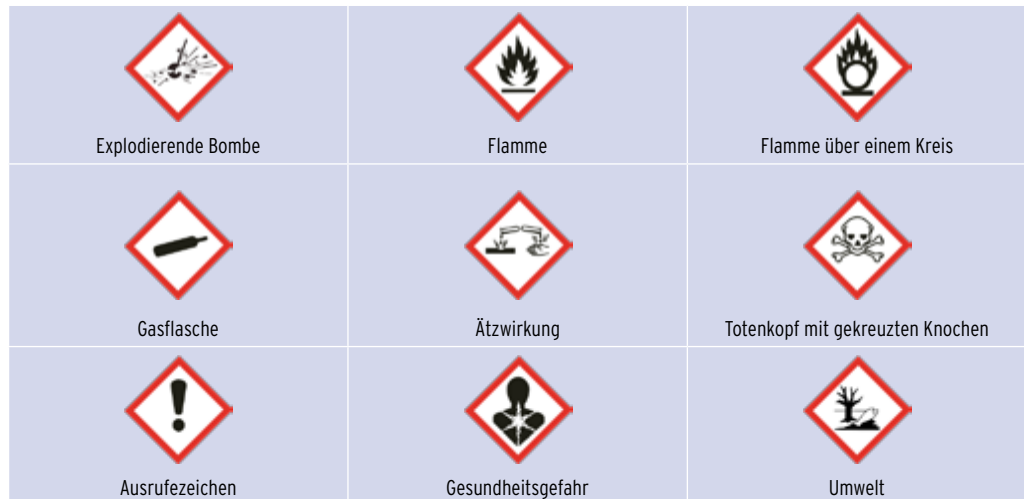 Explodierende Bombe
Flamme
Flamme über einem Kreis
Gasflasche
Ätzwirkung
Totenkopf mit gekreuzten Knochen
Ausrufezeichen
Gesundheitsgefahr
Umwelt